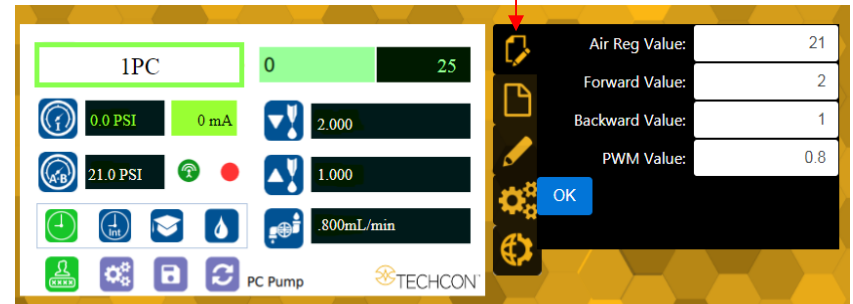 1PC
0 25
0.0 PSI 0 mA 2.000
21.0 PSI 1.000
A-B
Int .800mL/min
PC Pump TECHCON
Air Reg Value: 21
Forward Value: 2
Backward Value: 1
PWM Value: 0.8
OK